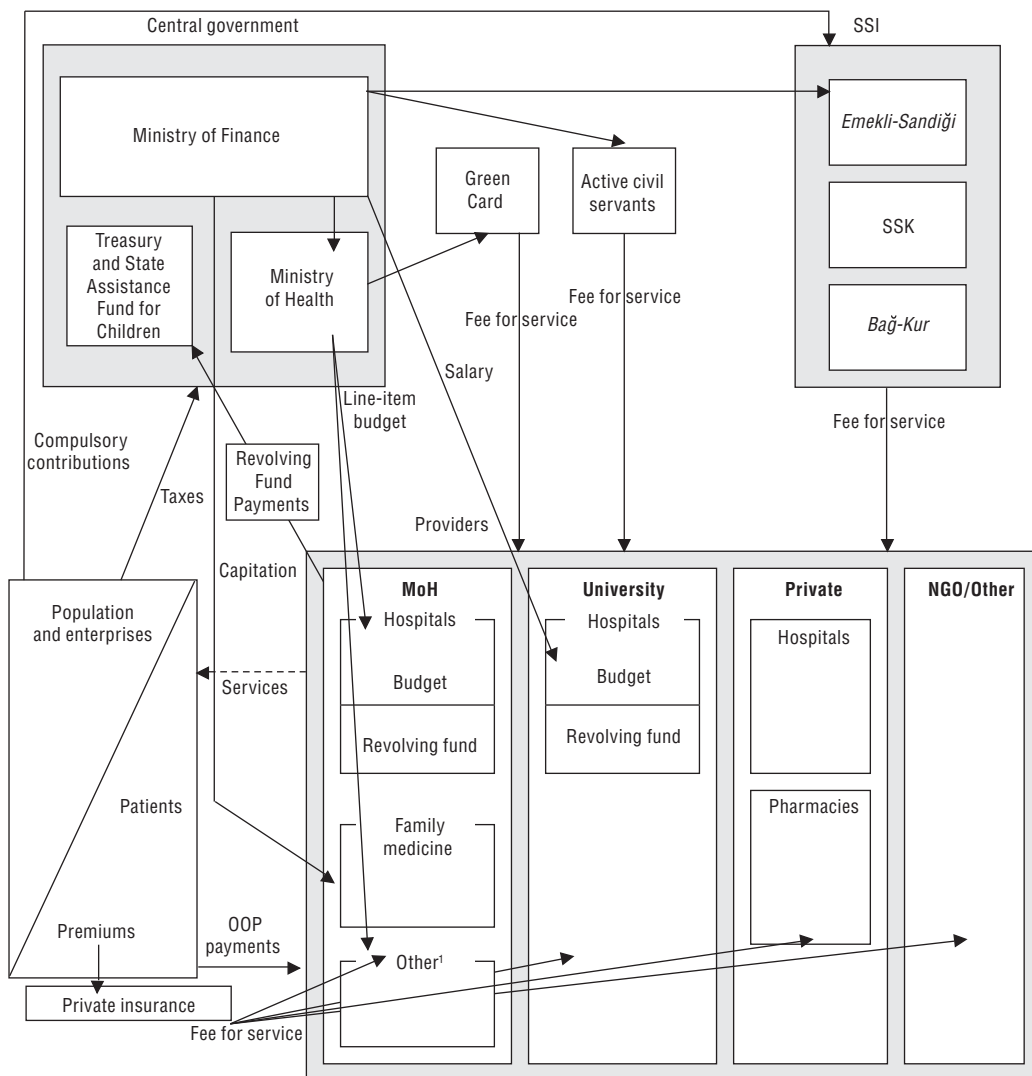 Central government
SSI
Ministry of Finance
Emekli-Sandiği
Green
Card
Active civil
servants
SSK
Treasury
and State
Assistance
Fund for
Children
Ministry
of Health
Bağ-Kur
Fee for service
Fee for service
Salary
Line-item
budget
Fee for service
Compulsory
contributions
Revolving
Fund
Payments
Taxes
Providers
Capitation
MoH
University
Private
NGO/Other
Population
and enterprises
Hospitals
Hospitals
Hospitals
Services
Budget
Budget
Revolving fund
Revolving fund
Patients
Pharmacies
Family
medicine
Premiums
OOP
payments
Other¹
Private insurance
Fee for service